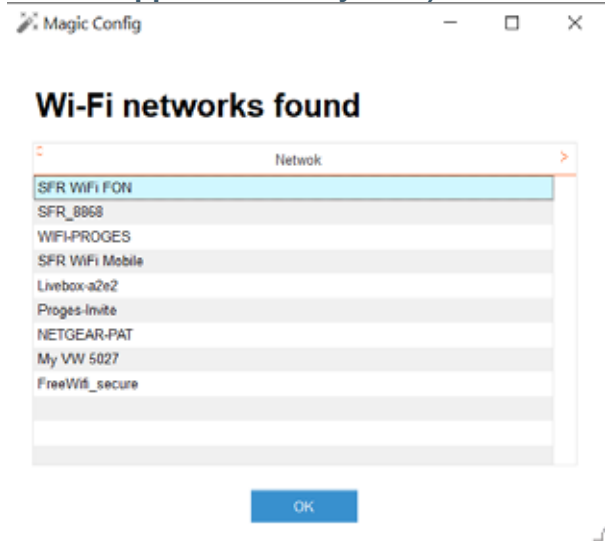 Magic Config
Wi-Fi networks found
Netwok
SFR WiFi FON
SFR_8868
WIFI-PROGES
SFR WiFi Mobile
Livebox-a2e2
Proges-Invite
NETGEAR-PAT
My VW 5027
FreeWifi_secure
OK